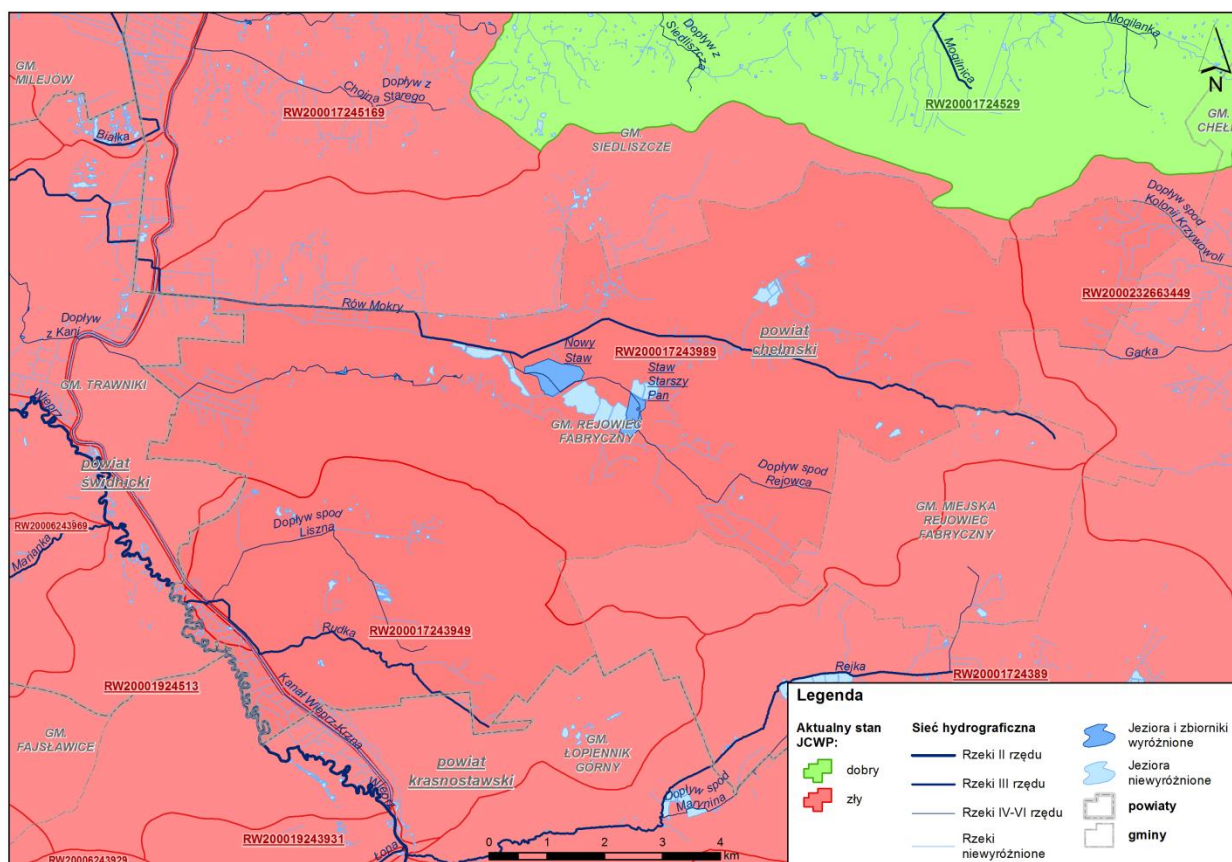 GM.
MILEJÓW
Białka
Dopływ z
Chojna Starego
RW200017245169
Dopływ z
Siedliszcza
Mogilnica
Mogilanka
RW20001724529
N
GM.
SIEDLISZCZE
GM.
Dopływ spod
Kolonii Krzywowoli
RW2000232663449
Garka
Rów Mokry
Dopływ
z Kani
GM. TRAWNIKI
Wieprz
powiat
świdnicki
Nowy
Staw
RW200017243989
Staw
Starszy
Pan
powiat
chełmski
GM. REJOWIEC
FABRYCZNY
Dopływ spod
Rejowca
GM. MIEJSKA
REJOWIEC
FABRYCZNY
RW20006243969
Marianka
Dopływ spod
Liszna
RW200017243949
Rudka
RW20001924513
Kanał Wieprz-Krzna
GM.
FAJSŁAWICE
powiat
krasnostawski
GM.
ŁOPIENNIK
GÓRNY
Rejka
RW20001724389
Dopływ spod
Marynina
Wieprz
RW200019243931
Łopa
RW20006243929
0 1 2 3 4
km
Legenda
Aktualny stan
JCWP:
dobry
zły
Sieć hydrograficzna
Rzeki II rzędu
Rzeki III rzędu
Rzeki IV-VI rzędu
Rzeki
niewyróżnione
Jeziora i zbiorniki
wyróżnione
Jeziora
niewyróżnione
powiaty
gminy